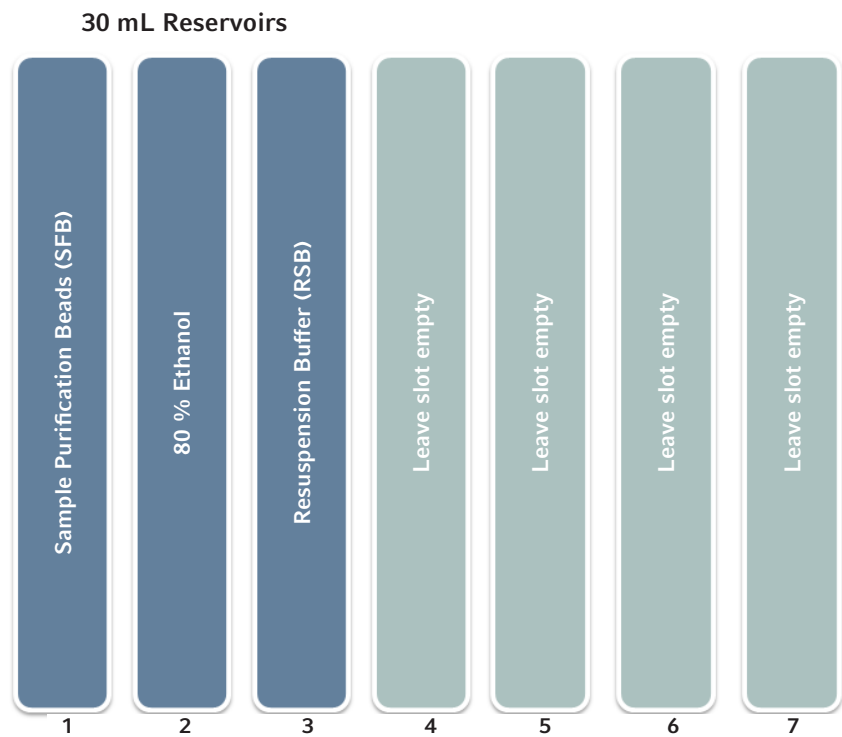 30 mL Reservoirs
Sample Purification Beads (SFB)
80 % Ethanol
Resuspension Buffer (RSB)
Leave slot empty
Leave slot empty
Leave slot empty
Leave slot empty
1 2 3 4 5 6 7